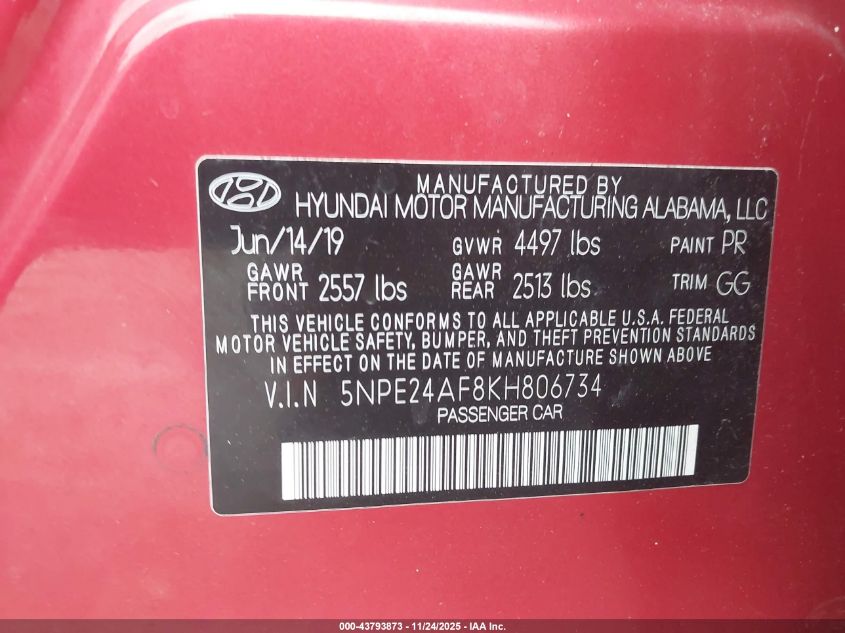 MANUFACTURED BY
HYUNDAI MOTOR MANUFACTURING ALABAMA, LLC
Jun/14/19 GVWR 4497 lbs PAINT PR
GAWR FRONT 2557 lbs GAWR REAR 2513 lbs TRIM GG
THIS VEHICLE CONFORMS TO ALL APPLICABLE U.S.A. FEDERAL
MOTOR VEHICLE SAFETY, BUMPER, AND THEFT PREVENTION STANDARDS
IN EFFECT ON THE DATE OF MANUFACTURE SHOWN ABOVE
V.I.N 5NPE24AF8KH806734
PASSENGER CAR
000-43793873 - 11/24/2025 - IAA Inc.